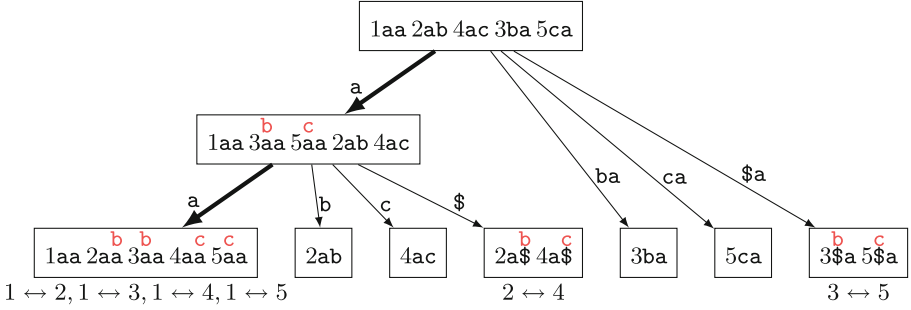 1aa 2ab 4ac 3ba 5ca
a
b c
1aa 3aa 5aa 2ab 4ac
ba ca $a
a b c $
b b c c
1aa 2aa 3aa 4aa 5aa
2ab
4ac
b c
2a$ 4a$
3ba
5ca
b c
3$a 5$a
1 ↔ 2, 1 ↔ 3, 1 ↔ 4, 1 ↔ 5
2 ↔ 4
3 ↔ 5